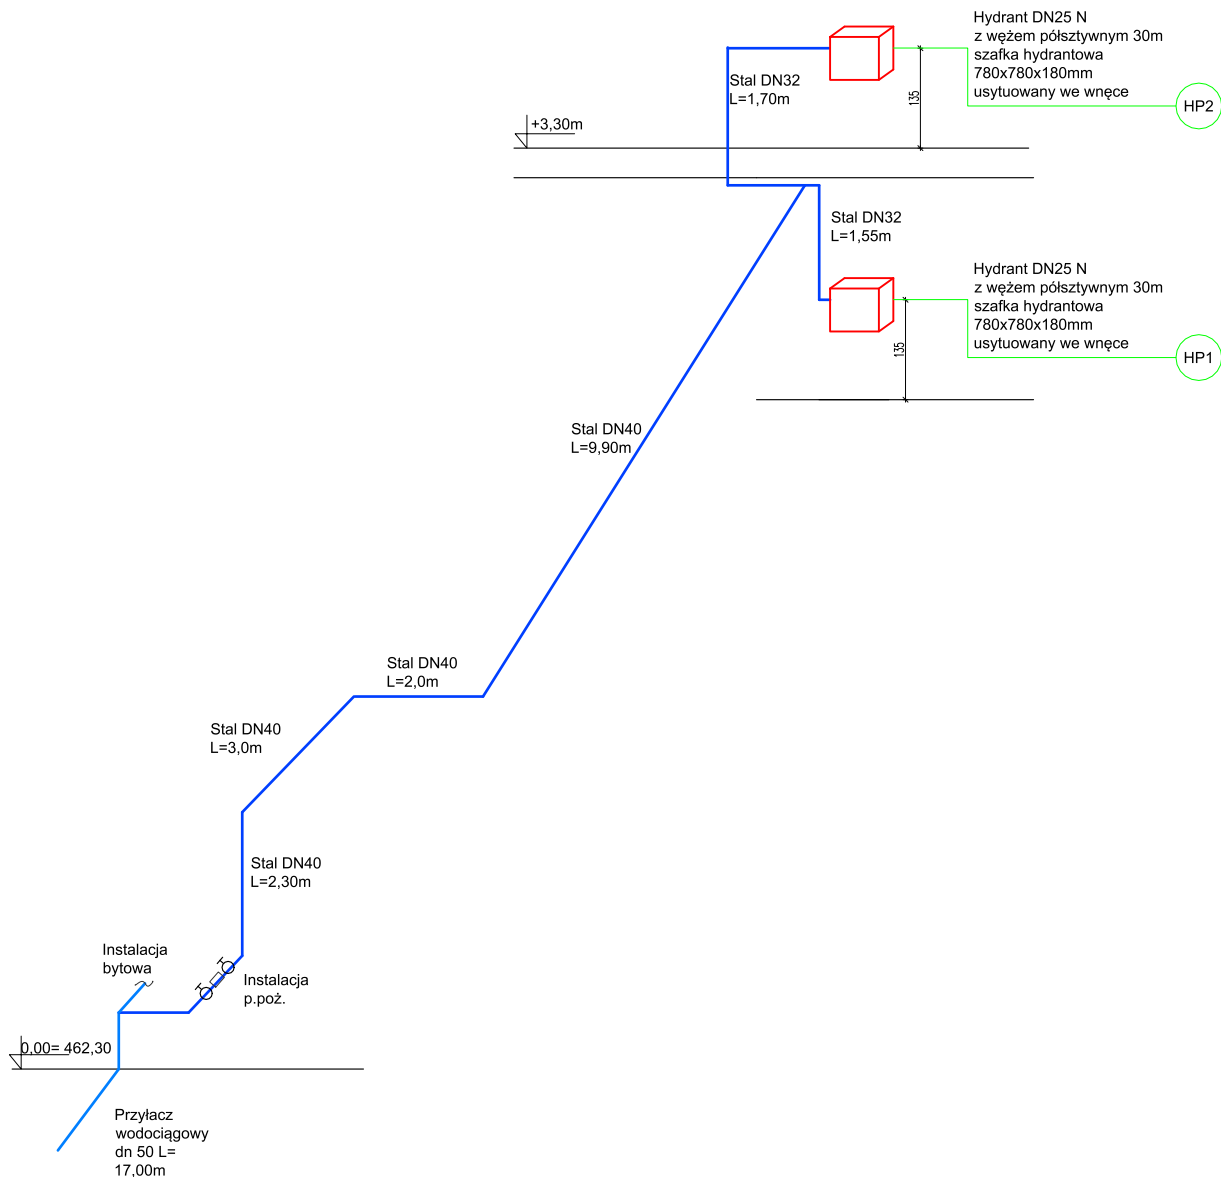 Hydrant DN25 N
z wężem półsztywnym 30m
szafka hydrantowa
780x780x180mm
usytuowany we wnęce
HP2
Stal DN32
L=1,70m
135
+3,30m
Stal DN32
L=1,55m
Hydrant DN25 N
z wężem półsztywnym 30m
szafka hydrantowa
780x780x180mm
usytuowany we wnęce
HP1
135
Stal DN40
L=9,90m
Stal DN40
L=2,0m
Stal DN40
L=3,0m
Stal DN40
L=2,30m
Instalacja
bytowa
Instalacja
p.poż.
0,00= 462,30
Przyłacz
wodociągowy
dn 50 L=
17,00m